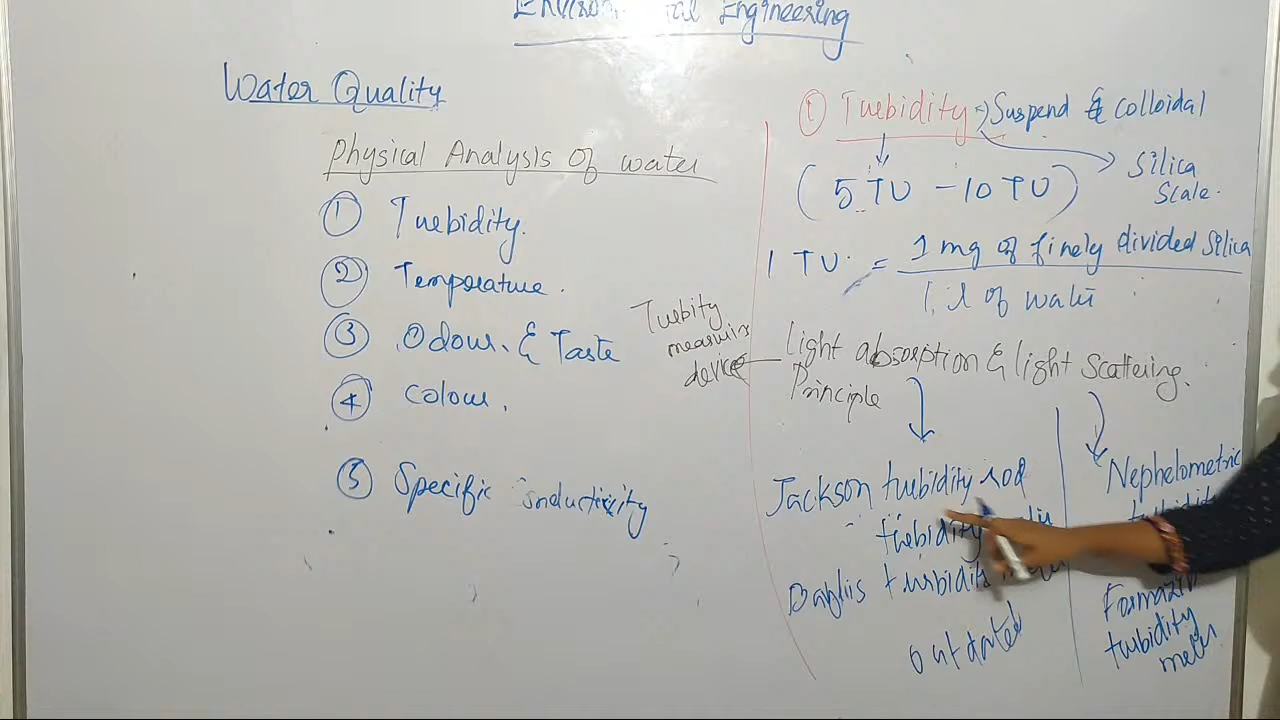 Engineering
Water Quality
Physical Analysis of water
① Turbidity.
② Temperature.
③ Odour. & Taste
④ Colour.
⑤ Specific Conductivity
① Turbidity → Suspend & colloidal
Silica
Scale.
(5 TU - 10 TU)
1 TU. = 1 mg of finely divided Silica
1. l of water
Turbity
measuring
device
Light absorption & light Scattering.
Principle
Jackson turbidity rod
turbidity
Baylis turbidity
outdated
Nephelometric
turbidity
turbidity
meter